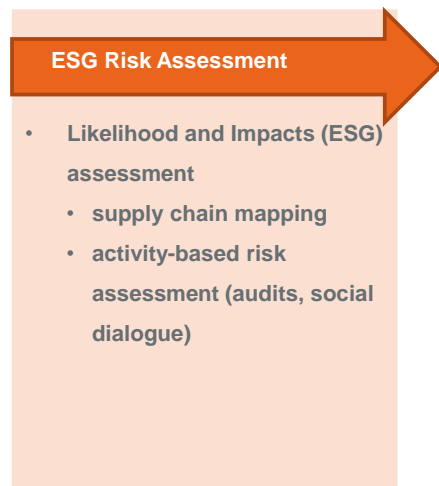 ESG Risk Assessment
• Likelihood and Impacts (ESG)
assessment
• supply chain mapping
• activity-based risk
assessment (audits, social
dialogue)